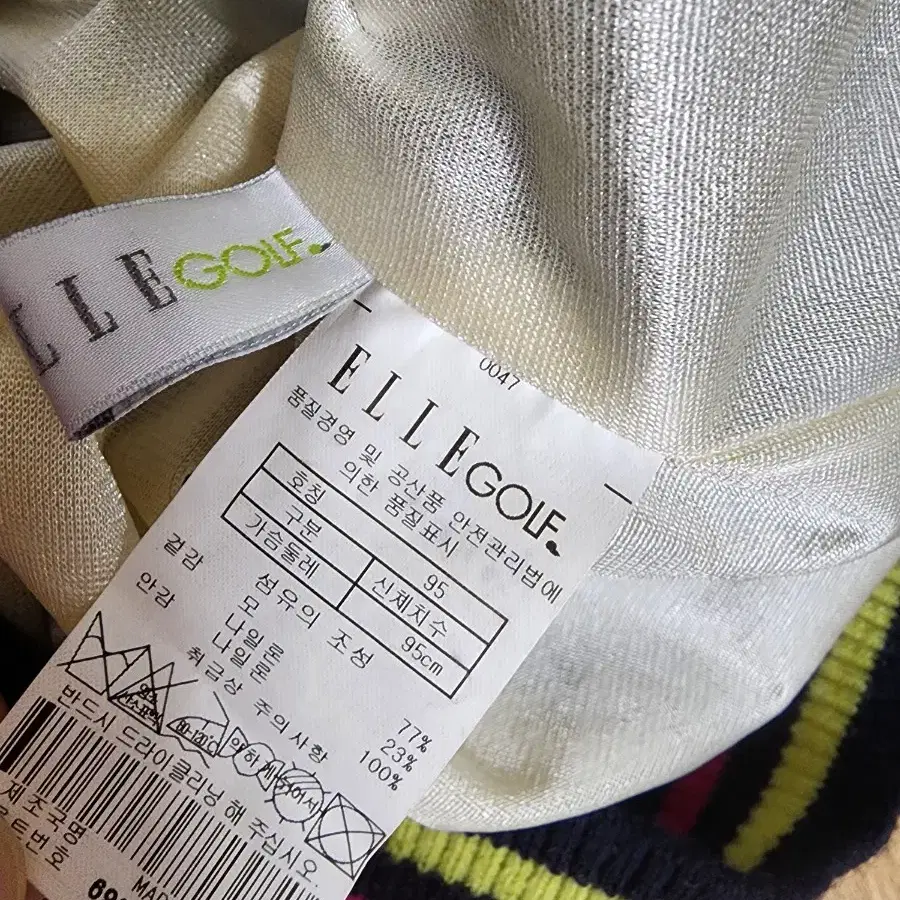 ELLE GOLF
0047
ELLE GOLF
품질경영 및 공산품 안전관리법에
의한 품질표시
호칭 95
구분 신체치수
가슴둘레 95cm
섬유의 조성
겉감 모 77%
나일론 23%
안감 나일론 100%
취급상 주의사항
80-120℃
반드시 드라이클리닝 해 주십시오.
제조국명
MAD